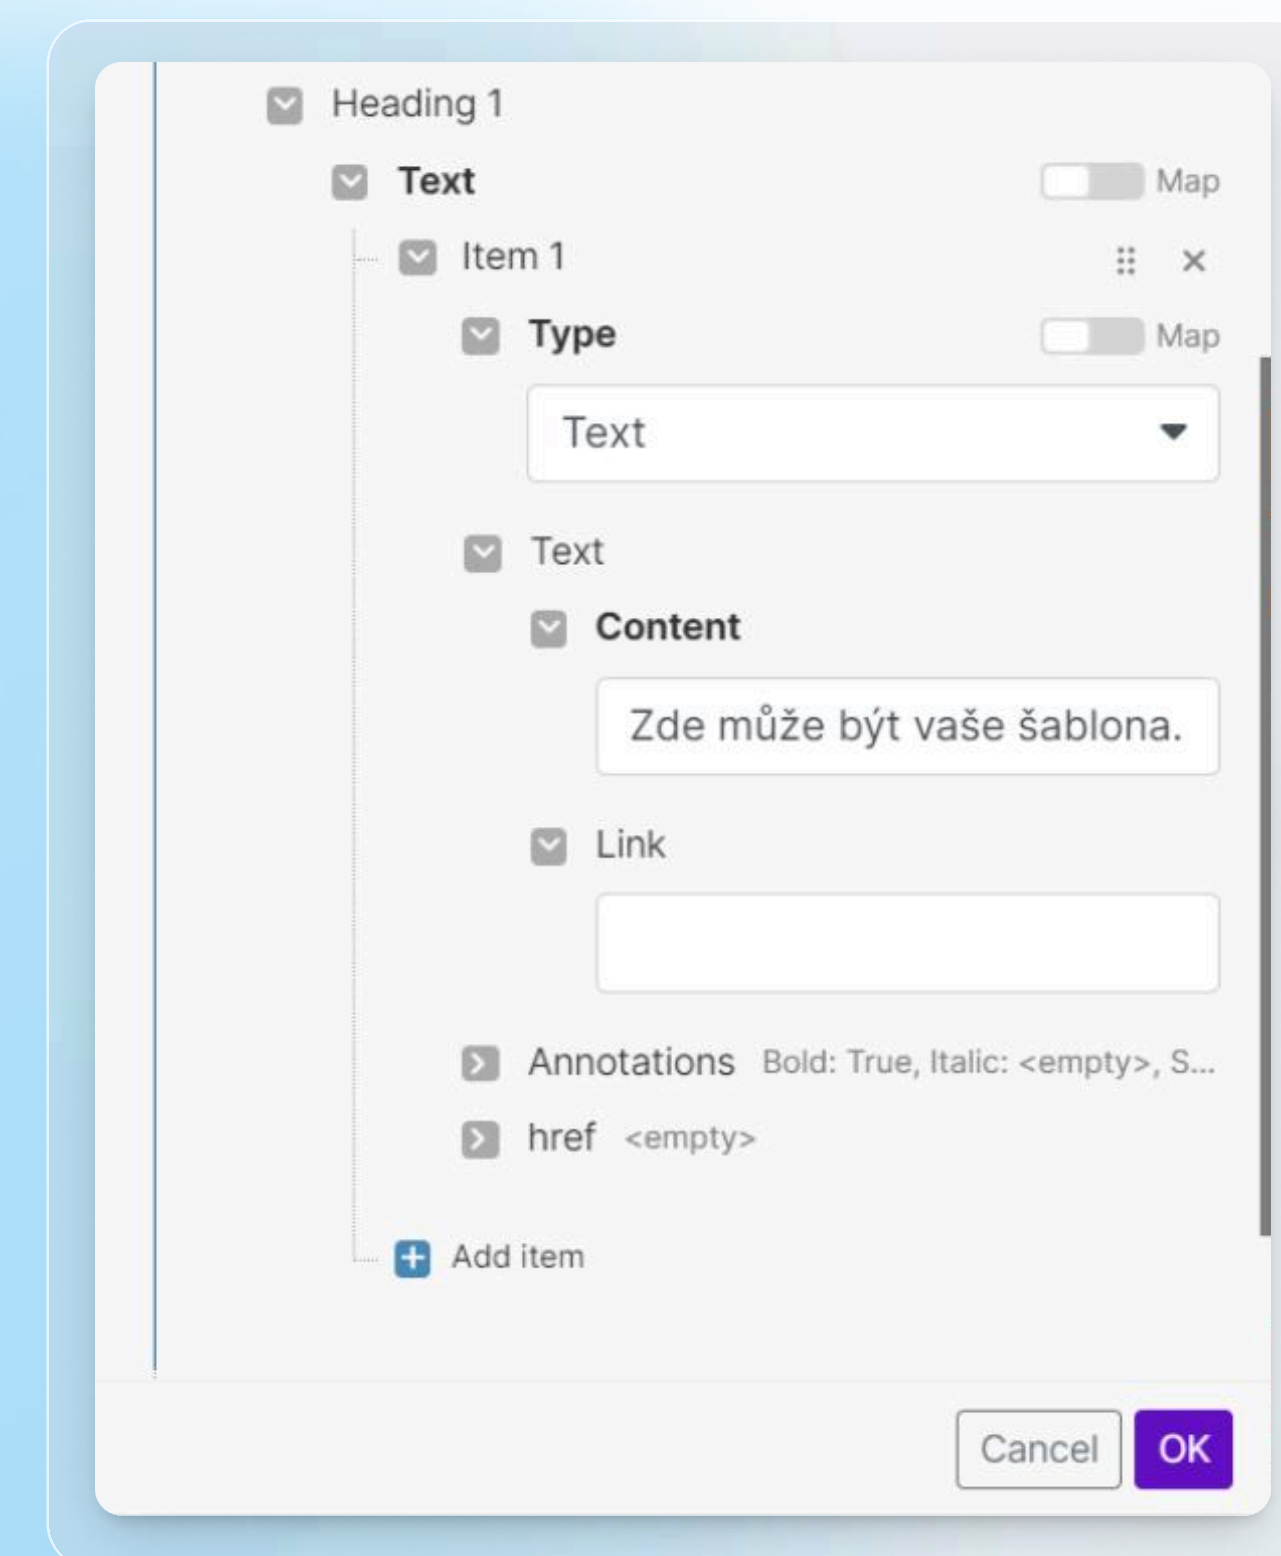 Heading 1
Text Map
Item 1
Type Map
Text
Text
Content
Zde může být vaše šablona.
Link
Annotations Bold: True, Italic: <empty>, S...
href <empty>
Add item
Cancel OK